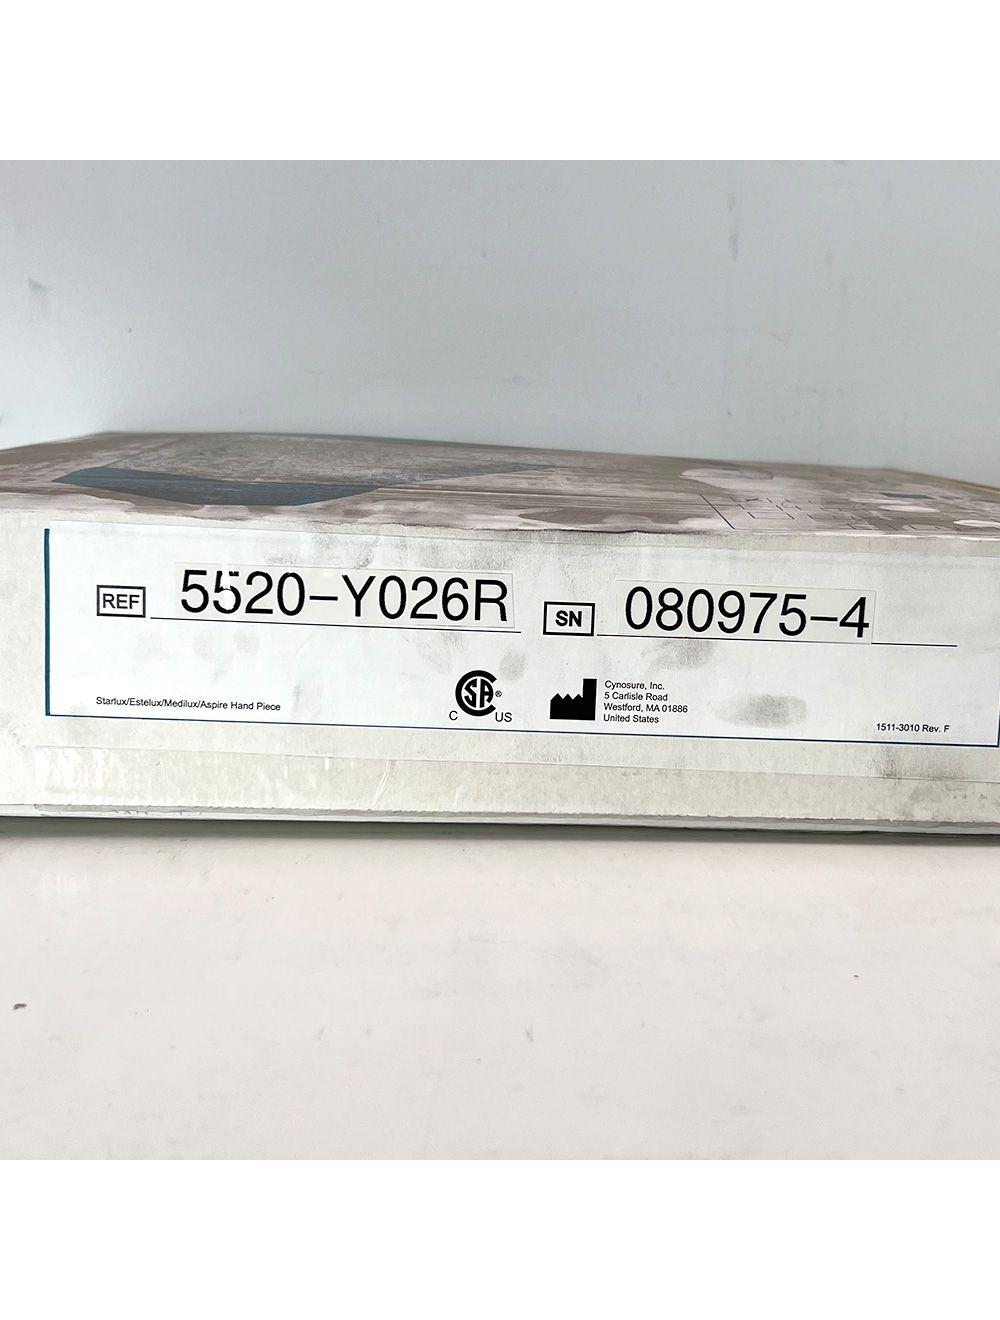 REF 5520-Y026R SN 080975-4
Starlux/Estelux/Medilux/Aspire Hand Piece
C SA® US
Cynosure, Inc.
5 Carlisle Road
Westford, MA 01886
United States
1511-3010 Rev. F